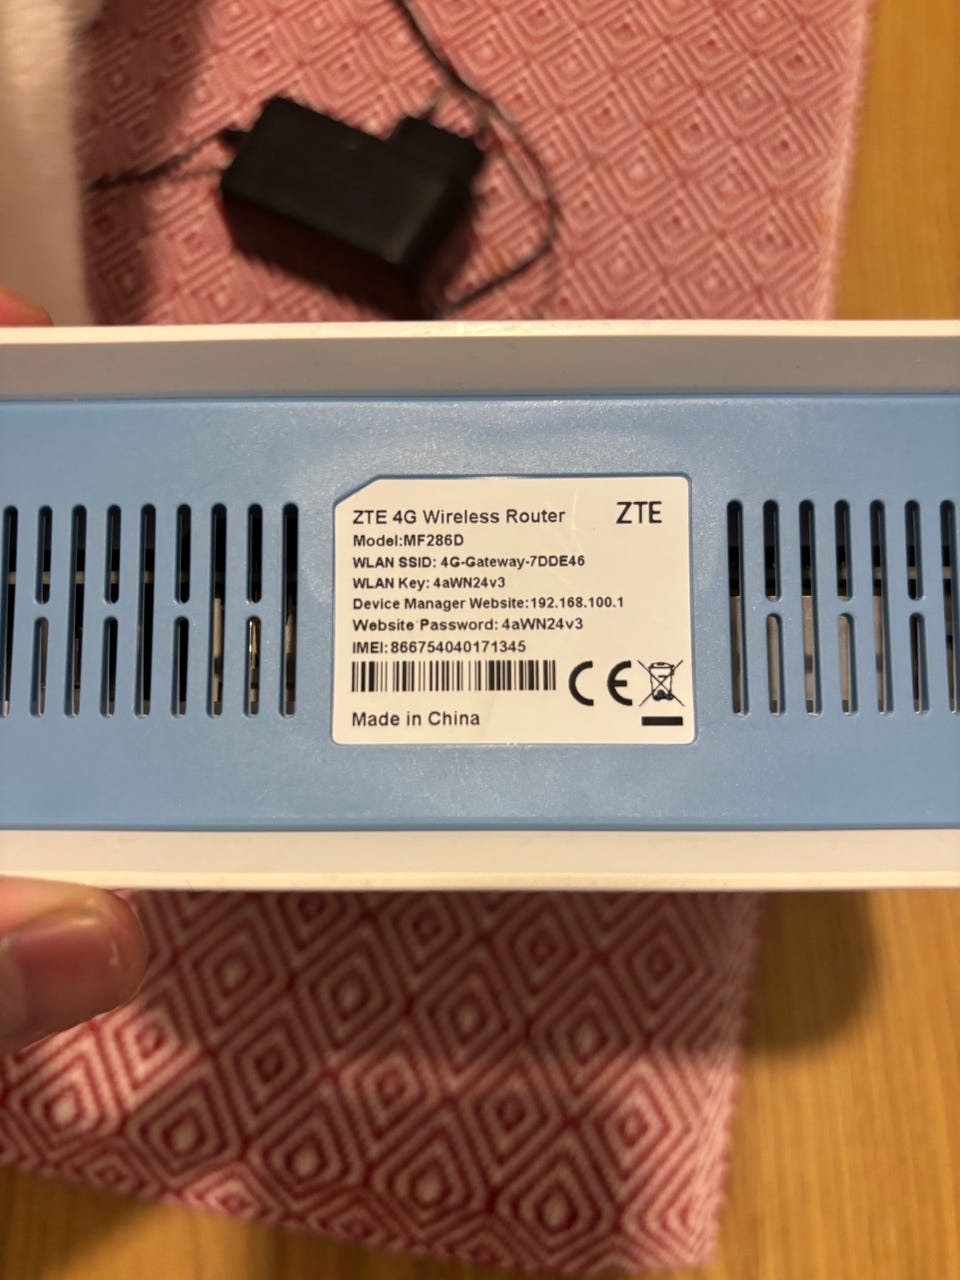 ZTE 4G Wireless Router
ZTE
Model:MF286D
WLAN SSID: 4G-Gateway-7DDE46
WLAN Key: 4aWN24v3
Device Manager Website:192.168.100.1
Website Password: 4aWN24v3
IMEI:866754040171345
CE
Made in China